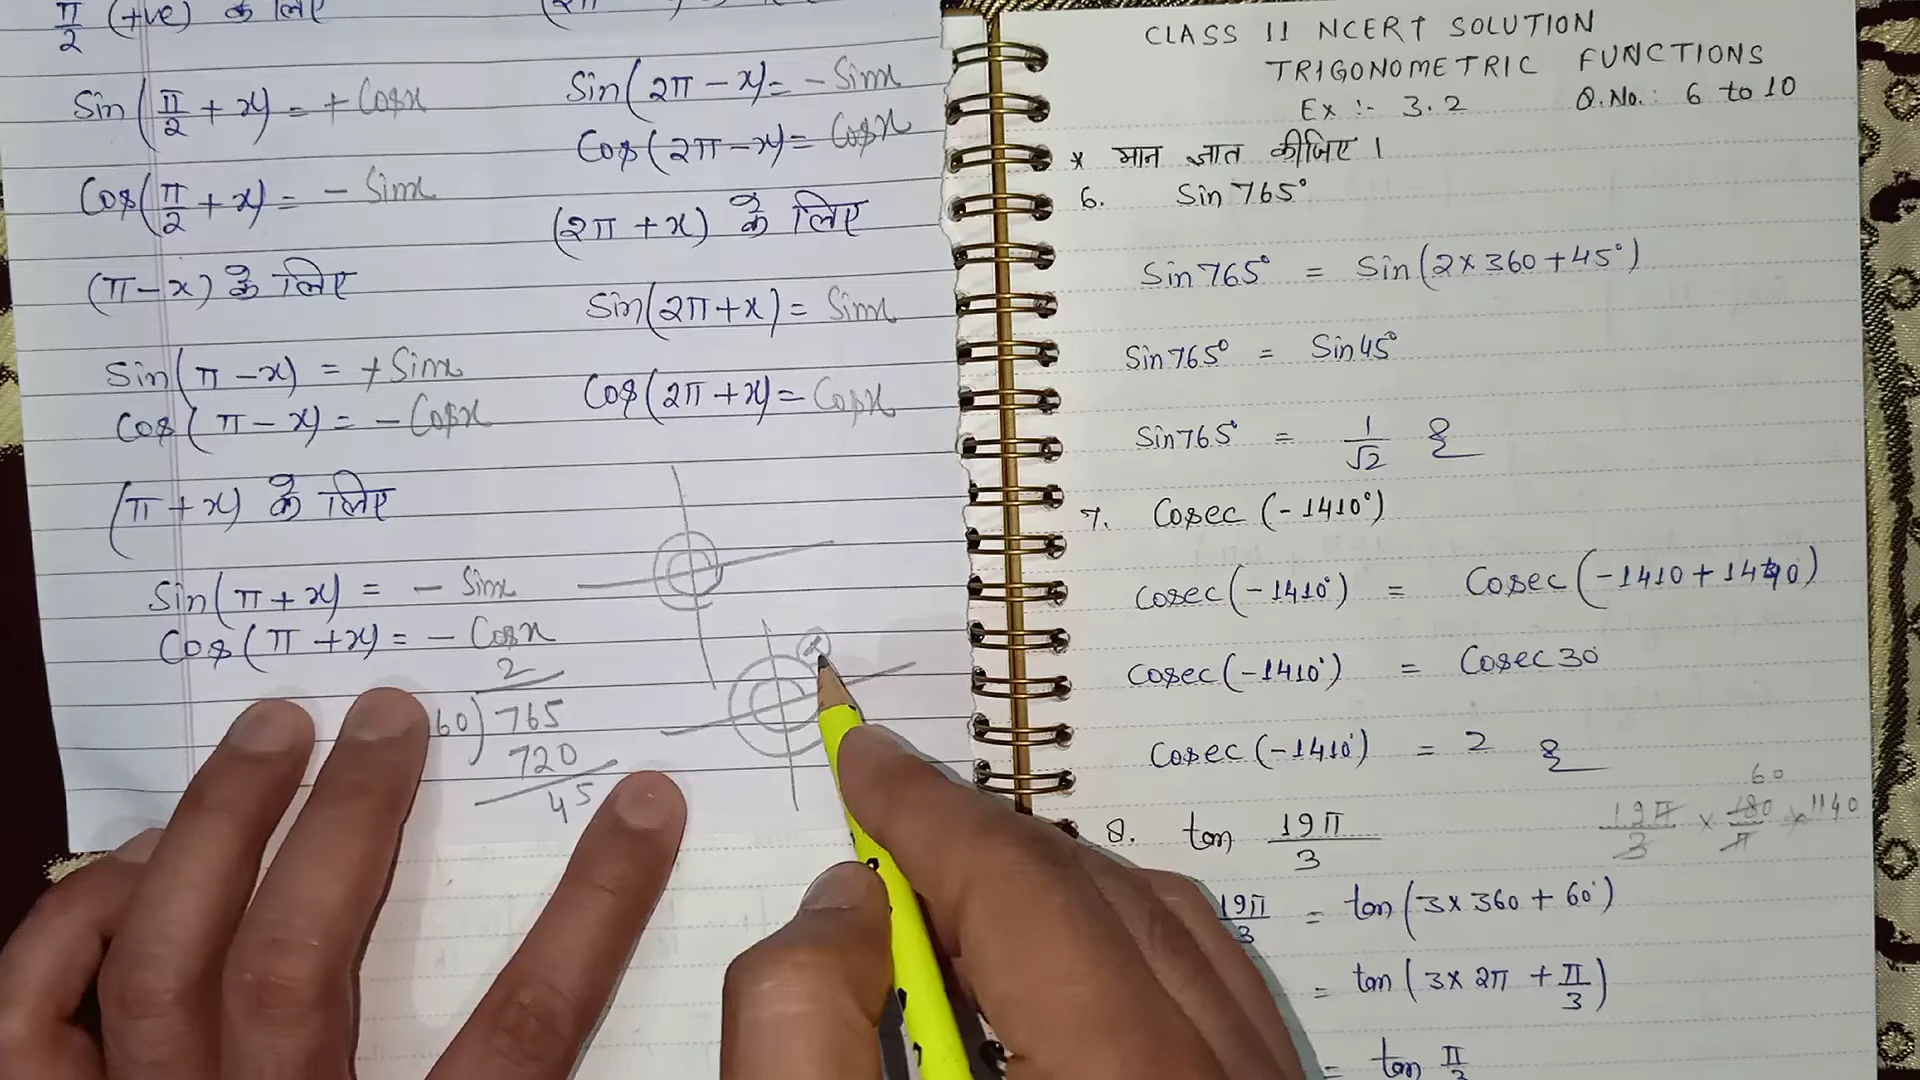 π/2 (+ve) के लिए
Sin(π/2 + x) = + Cosx
Cos(π/2 + x) = - Sinx
(π - x) के लिए
Sin(π - x) = + Sinx
Cos(π - x) = - Cosx
(π + x) के लिए
Sin(π + x) = - Sinx
Cos(π + x) = - Cosx
2
60) 765
720
45
Sin(2π - x) = - Sinx
Cos(2π - x) = Cosx
(2π + x) के लिए
Sin(2π + x) = Sinx
Cos(2π + x) = Cosx
2
CLASS 11 NCERT SOLUTION
TRIGONOMETRIC FUNCTIONS
Ex :- 3.2 Q.No.: 6 to 10
* मान ज्ञात कीजिए।
6. Sin 765°
Sin 765° = Sin(2×360+45°)
Sin 765° = Sin 45°
Sin 765° = 1/√2
7. Cosec (-1410°)
Cosec(-1410°) = Cosec(-1410+1440)
Cosec(-1410°) = Cosec 30
Cosec(-1410°) = 2
8. tan 19π/3
19π/3 × 180/π 60 1140
19π/3 = tan(3×360+60°)
= tan(3×2π + π/3)
= tan π/3